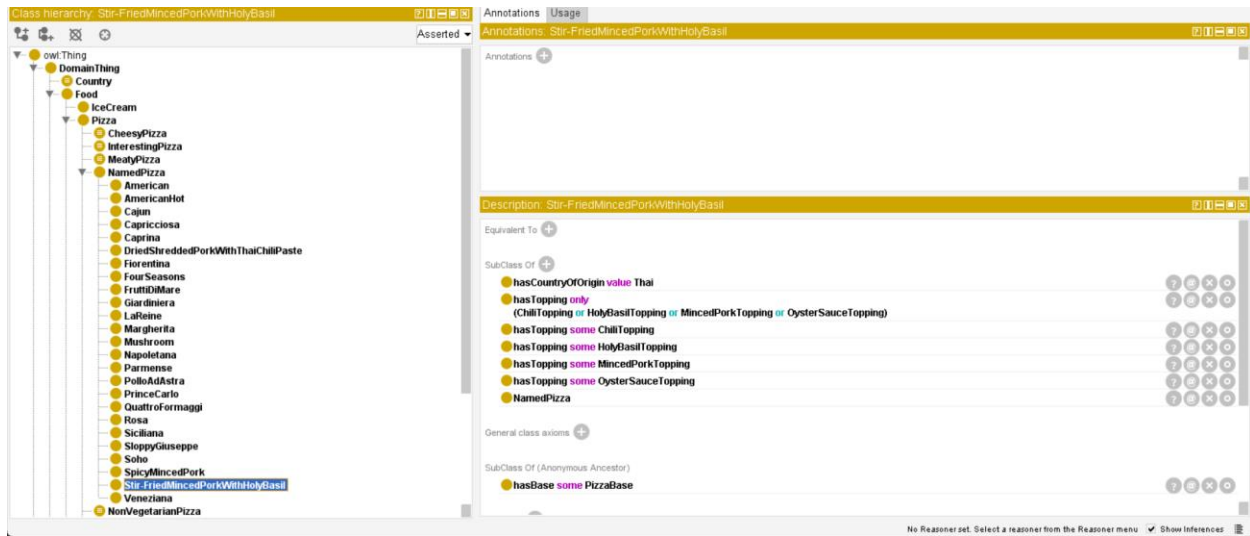 Class hierarchy: Stir-FriedMincedPorkWithHolyBasil
Asserted
owl:Thing
DomainThing
Country
Food
IceCream
Pizza
CheesyPizza
InterestingPizza
MeatyPizza
NamedPizza
American
AmericanHot
Cajun
Capricciosa
Caprina
DriedShreddedPorkWithThaiChiliPaste
Fiorentina
FourSeasons
FruttiDiMare
Giardiniera
LaReine
Margherita
Mushroom
Napoletana
Parmense
PolloAdAstra
PrinceCarlo
QuattroFormaggi
Rosa
Siciliana
SloppyGiuseppe
Soho
SpicyMincedPork
Stir-FriedMincedPorkWithHolyBasil
Veneziana
NonVegetarianPizza
Annotations Usage
Annotations: Stir-FriedMincedPorkWithHolyBasil
Annotations
Description: Stir-FriedMincedPorkWithHolyBasil
Equivalent To
SubClass Of
hasCountryOfOrigin value Thai
hasTopping only
(ChiliTopping or HolyBasilTopping or MincedPorkTopping or OysterSauceTopping)
hasTopping some ChiliTopping
hasTopping some HolyBasilTopping
hasTopping some MincedPorkTopping
hasTopping some OysterSauceTopping
NamedPizza
General class axioms
SubClass Of (Anonymous Ancestor)
hasBase some PizzaBase
No Reasoner set. Select a reasoner from the Reasoner menu Show Inferences